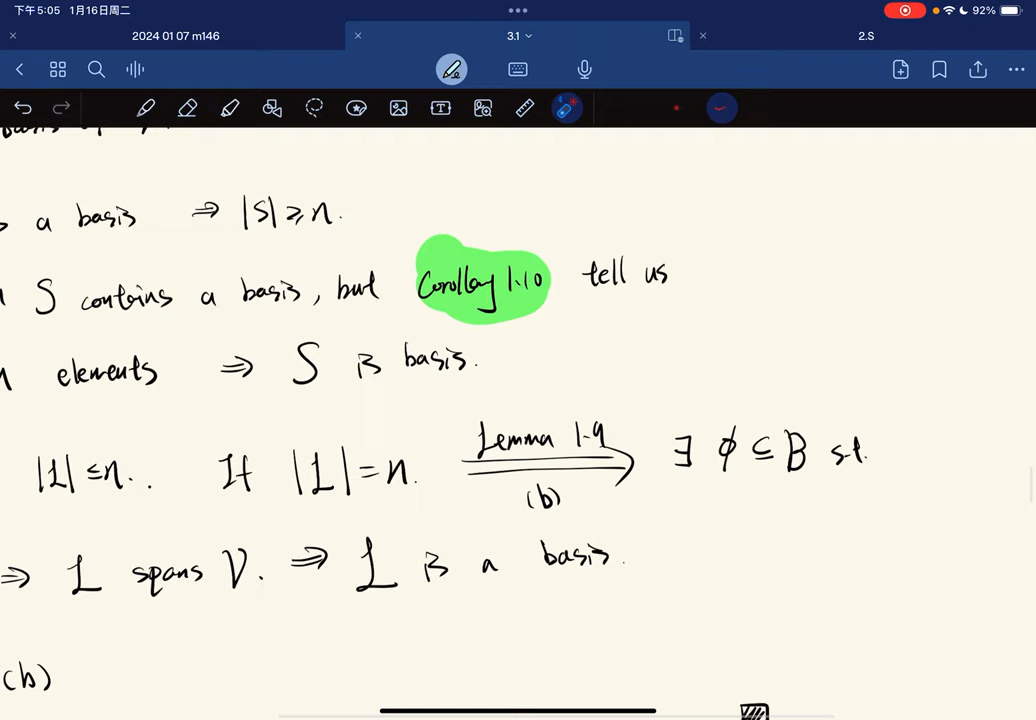 下午5:05 1月16日周二
92%
2024 01 07 m146
3.1
2.S
basis of
a basis ⇒ |S| ≥ n.
S contains a basis, but Corollary 1.10 tell us
n elements ⇒ S is basis.
|L| ≤ n.. If |L| = n. Lemma 1.9 (b) ⇒ ∃ ϕ ⊆ B s.t.
⇒ L spans V. ⇒ L is a basis.
(b)